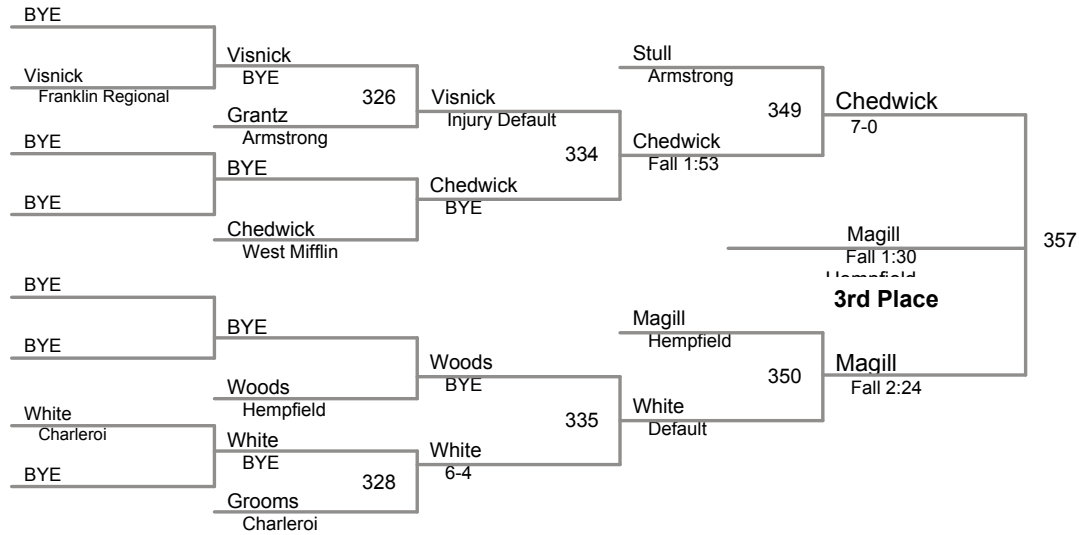 BYE
Visnick
Franklin Regional
BYE
BYE
BYE
BYE
White
Charleroi
BYE
Visnick
BYE
326
Grantz
Armstrong
BYE
Chedwick
West Mifflin
BYE
Woods
Hempfield
White
BYE
328
Grooms
Charleroi
Visnick
Injury Default
334
Chedwick
BYE
Woods
BYE
335
White
6-4
Stull
Armstrong
349
Chedwick
Fall 1:53
Magill
Hempfield
350
White
Default
Chedwick
7-0
Magill
Fall 1:30
Hempfield
3rd Place
357
Magill
Fall 2:24